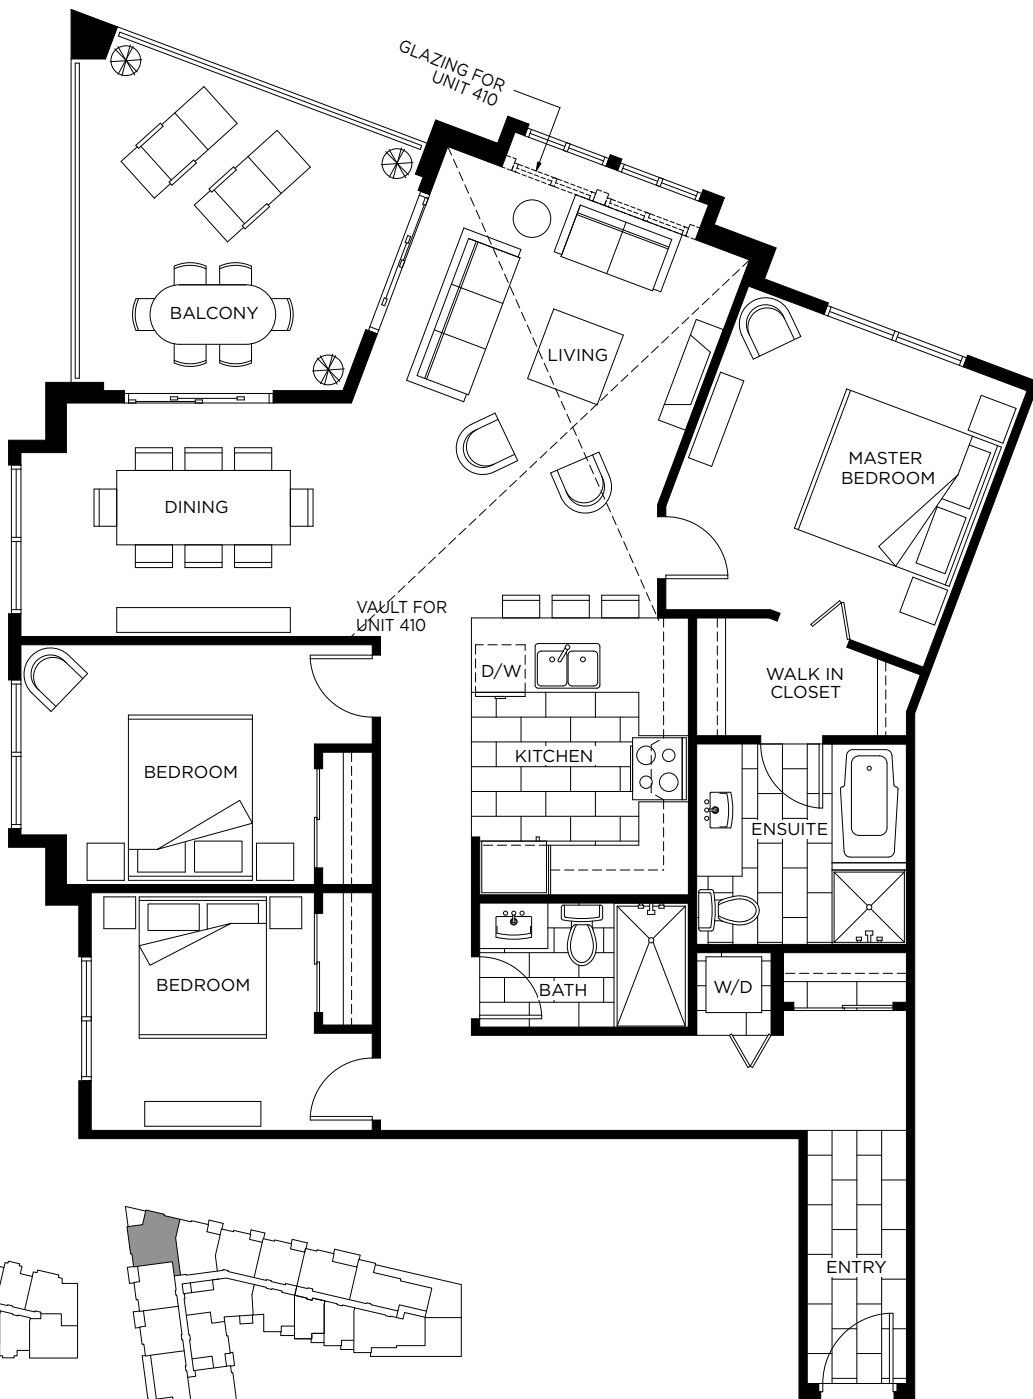 GLAZING FOR
UNIT 410
BALCONY
LIVING
MASTER
BEDROOM
DINING
VAULT FOR
UNIT 410
D/W
WALK IN
CLOSET
KITCHEN
BEDROOM
ENSUITE
BEDROOM
BATH
W/D
ENTRY